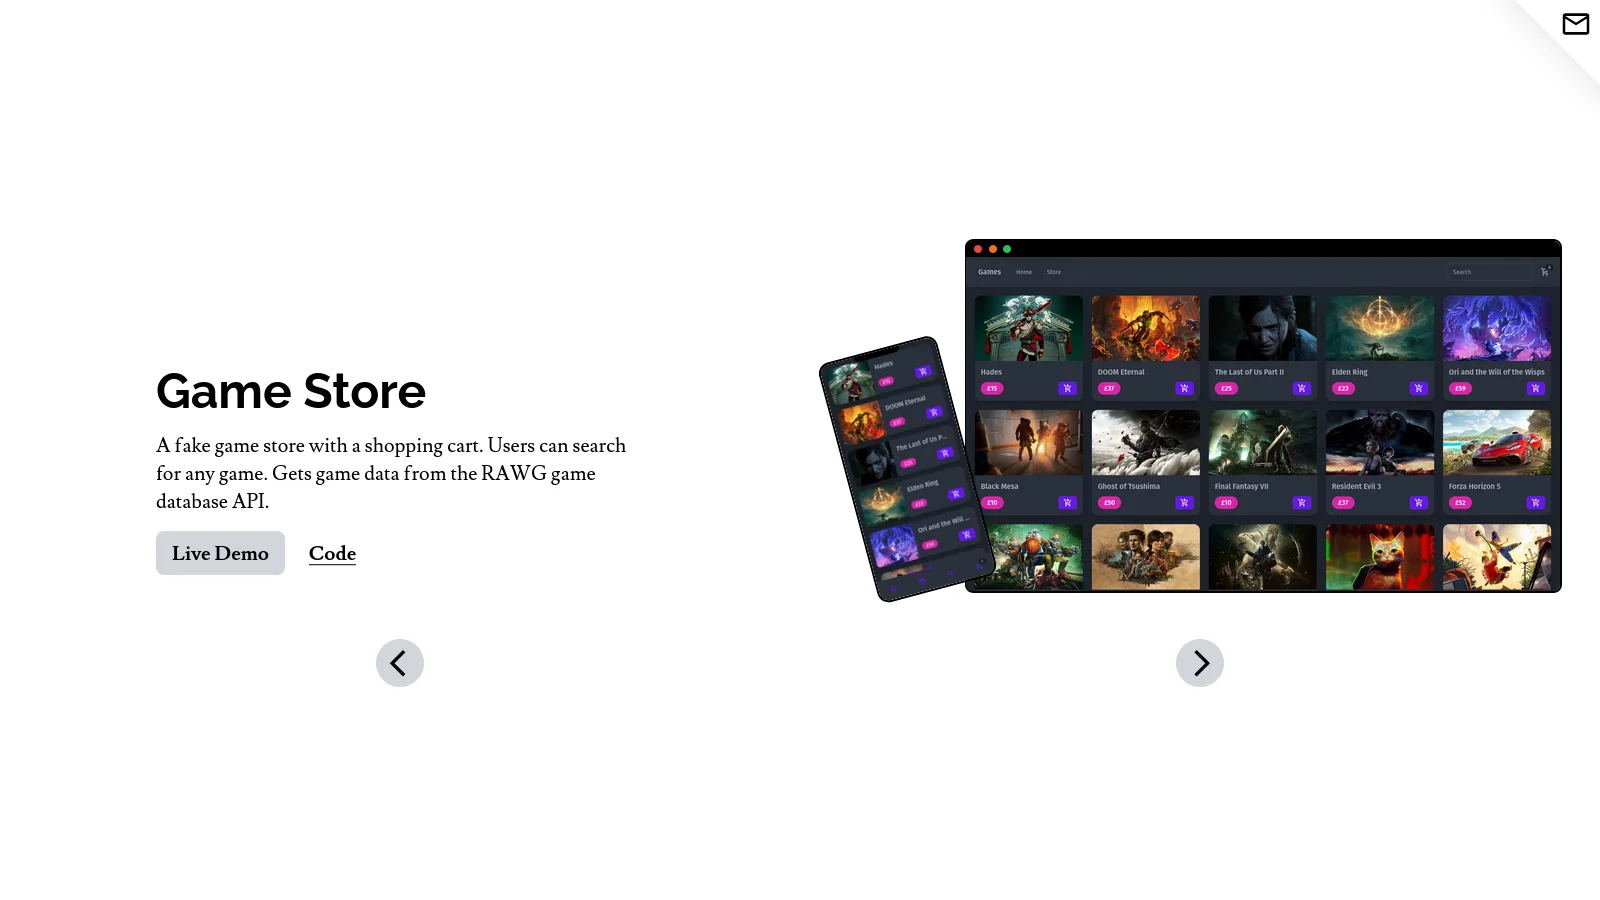 Game Store
A fake game store with a shopping cart. Users can search
for any game. Gets game data from the RAWG game
database API.
Live Demo
Code
Games
Home
Store
Search
Hades
DOOM Eternal
The Last of Us Part II
Elden Ring
Ori and the Will of the Wisps
£15
£37
£25
£23
£59
Black Mesa
Ghost of Tsushima
Final Fantasy VII
Resident Evil 3
Forza Horizon 5
£10
£50
£10
£37
£52
Hades
£15
DOOM Eternal
£37
The Last of Us P...
£25
Elden Ring
£23
Ori and the Will ...